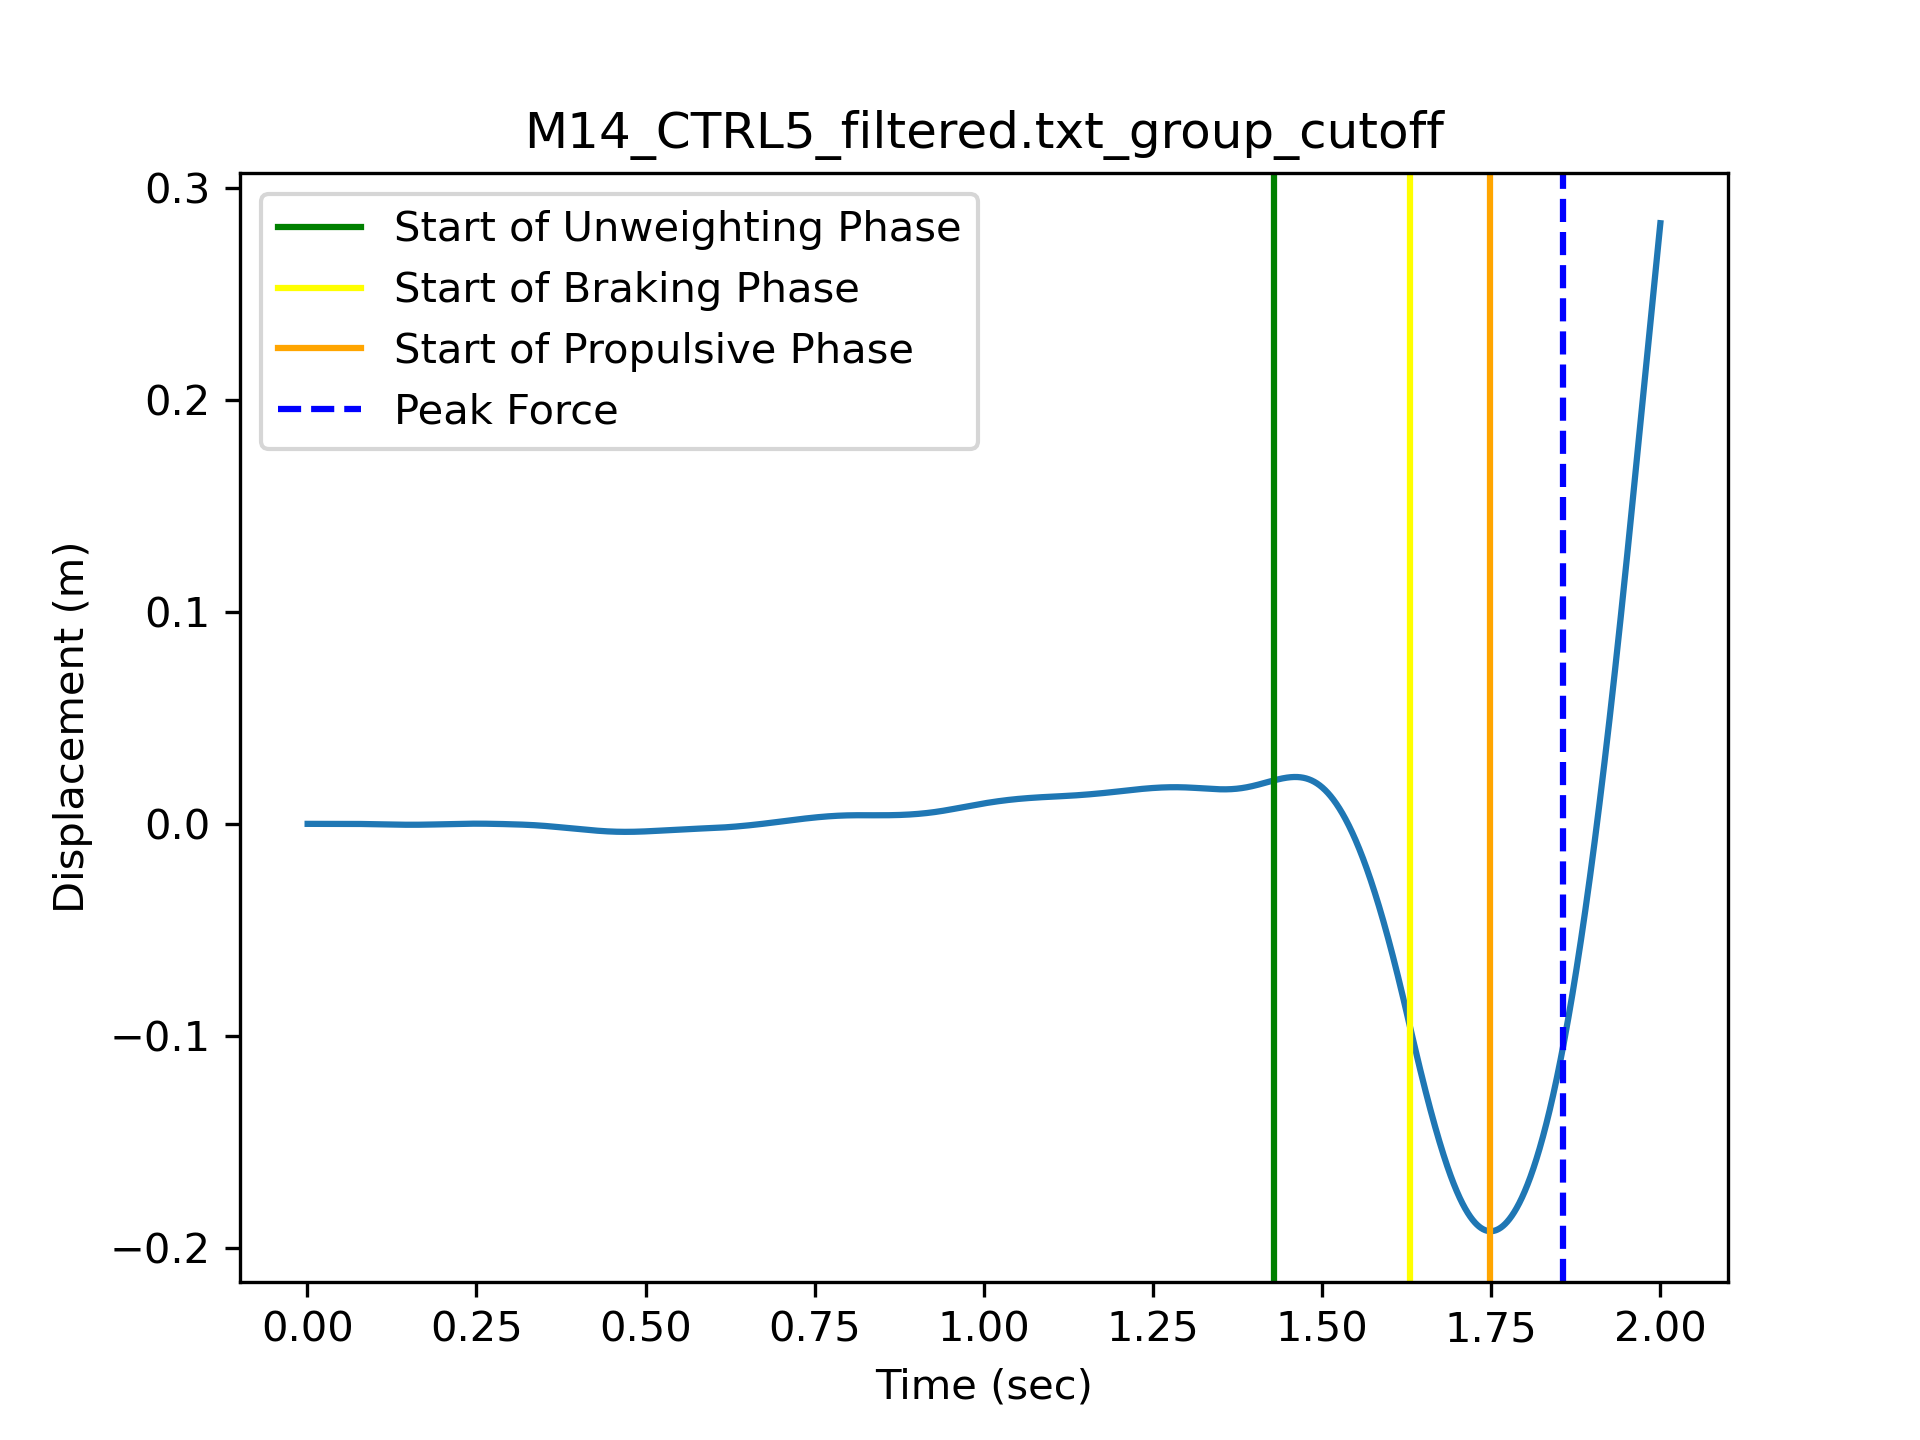 M14_CTRL5_filtered.txt_group_cutoff
Start of Unweighting Phase
Start of Braking Phase
Start of Propulsive Phase
Peak Force
0.3
0.2
0.1
0.0
−0.1
−0.2
Displacement (m)
0.00 0.25 0.50 0.75 1.00 1.25 1.50 1.75 2.00
Time (sec)